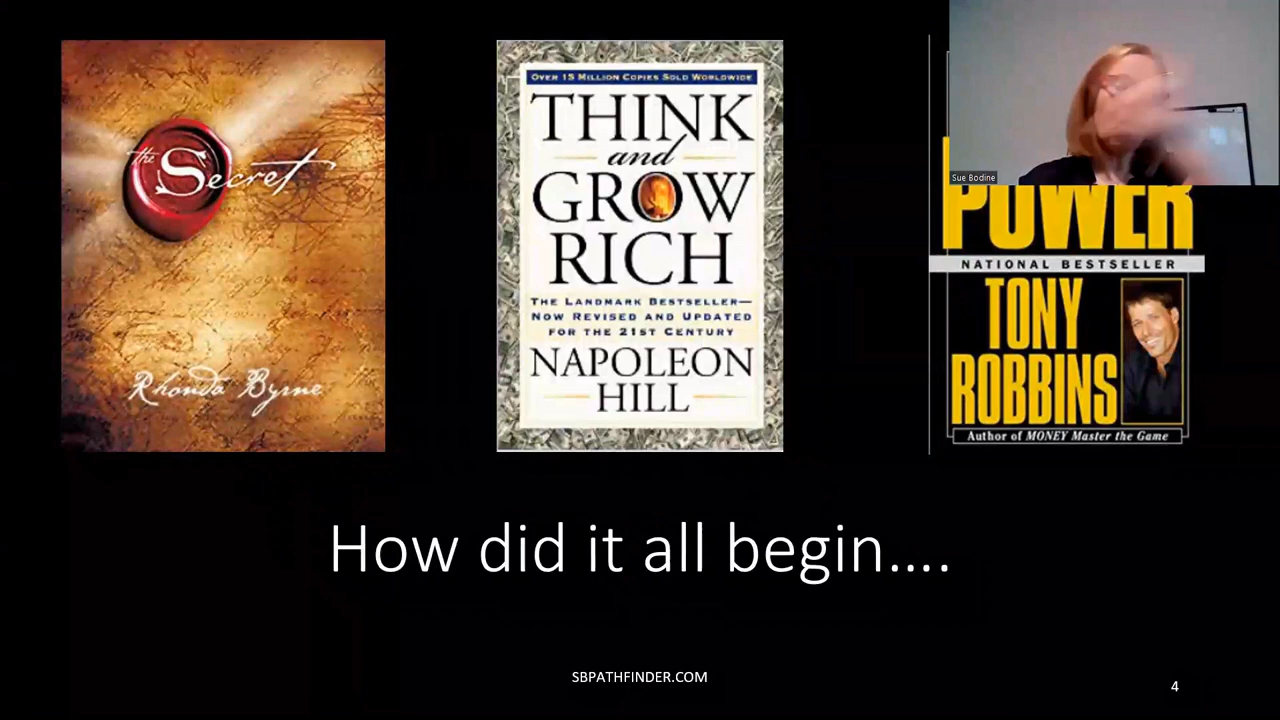 the Secret
Rhonda Byrne
OVER 15 MILLION COPIES SOLD WORLDWIDE
THINK
and
GROW
RICH
THE LANDMARK BESTSELLER—
NOW REVISED AND UPDATED
FOR THE 21ST CENTURY
NAPOLEON
HILL
Sue Bodine
POWER
NATIONAL BESTSELLER
TONY
ROBBINS
Author of MONEY Master the Game
How did it all begin....
SBPATHFINDER.COM
4